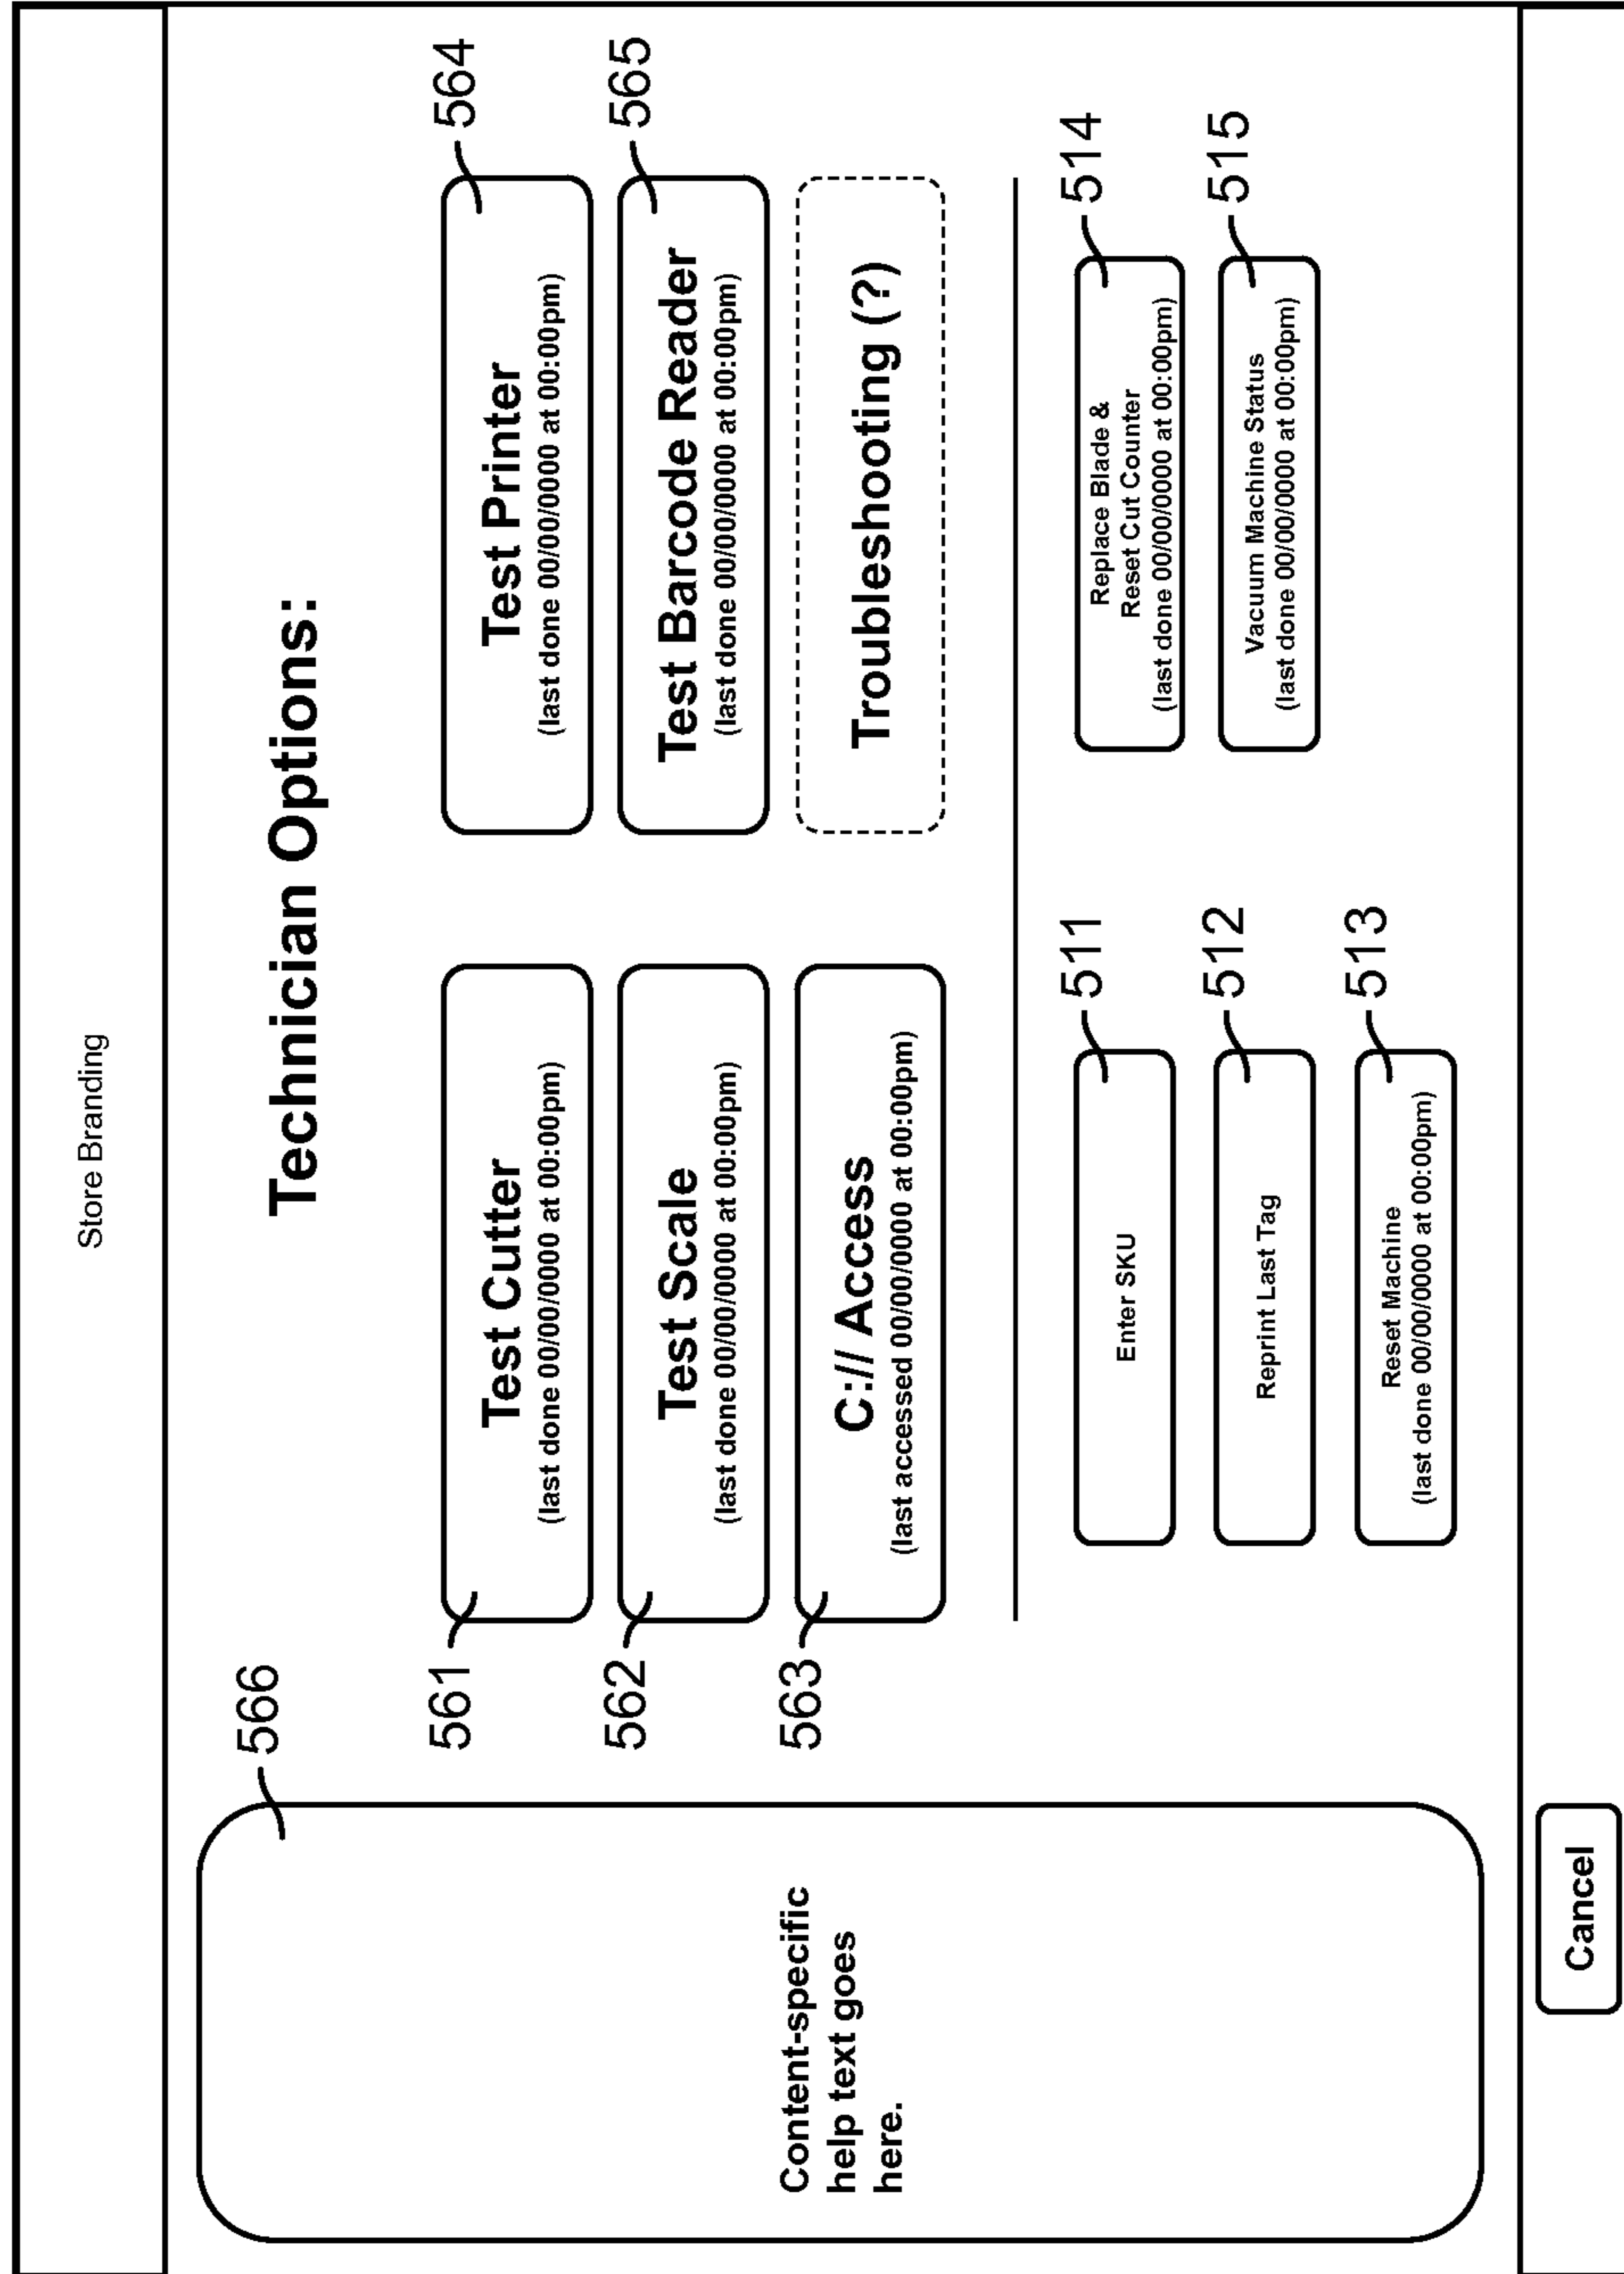 Store Branding
566
Technician Options:
Content-specific
help text goes
here.
561
Test Cutter
(last done 00/00/0000 at 00:00pm)
564
Test Printer
(last done 00/00/0000 at 00:00pm)
562
Test Scale
(last done 00/00/0000 at 00:00pm)
565
Test Barcode Reader
(last done 00/00/0000 at 00:00pm)
563
C:// Access
(last accessed 00/00/0000 at 00:00pm)
Troubleshooting (?)
511
Enter SKU
514
Replace Blade &
Reset Cut Counter
(last done 00/00/0000 at 00:00pm)
512
Reprint Last Tag
515
Vacuum Machine Status
(last done 00/00/0000 at 00:00pm)
513
Reset Machine
(last done 00/00/0000 at 00:00pm)
Cancel